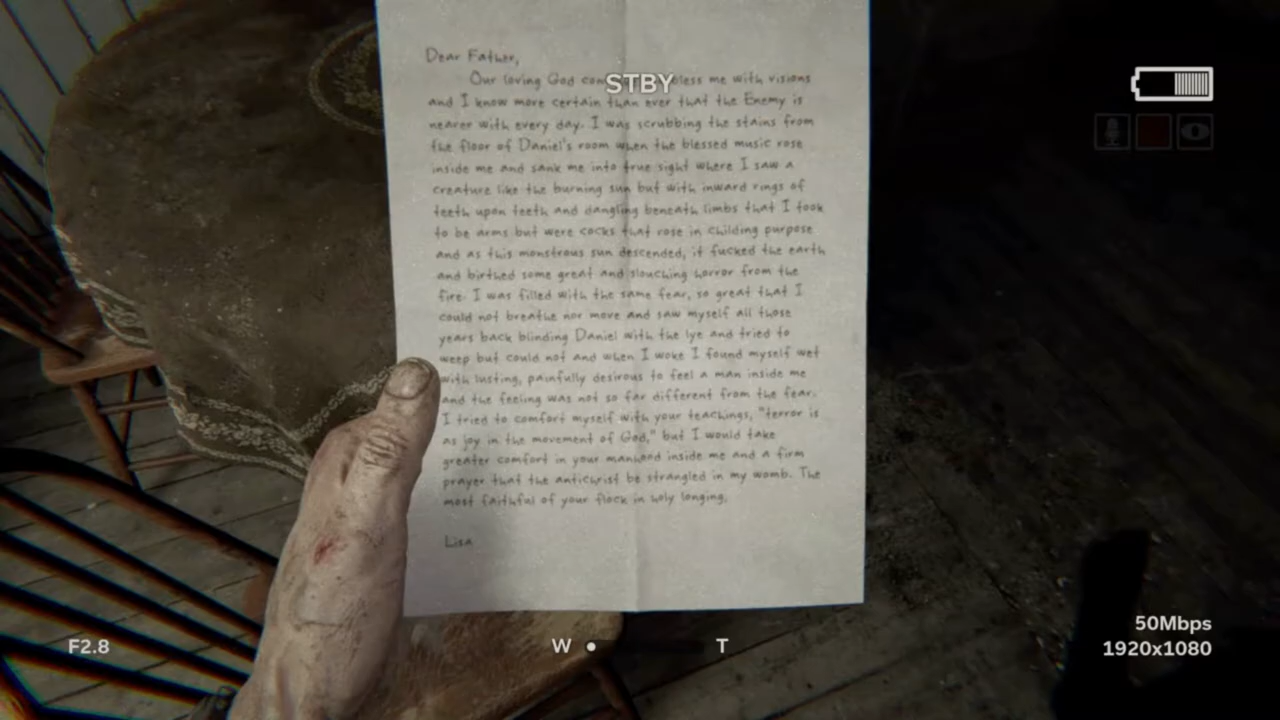 Dear Father,
Our loving God bless me with visions
STBY
and I know more certain than ever that the Enemy is
nearer with every day. I was scrubbing the stains from
the floor of Daniel's room when the blessed music rose
inside me and sank me into true sight where I saw a
creature like the burning sun but with inward rings of
teeth upon teeth and dangling beneath limbs that I took
to be arms but were cocks that rose in childing purpose
and as this monstrous sun descended, it fucked the earth
and birthed some great and slouching horror from the
fire. I was filled with the same fear, so great that I
could not breathe nor move and saw myself all those
years back blinding Daniel with the lye and tried to
weep but could not and when I woke I found myself wet
with lusting, painfully desirous to feel a man inside me
and the feeling was not so far different from the fear.
I tried to comfort myself with your teachings, "terror is
as joy in the movement of God," but I would take
greater comfort in your manhood inside me and a firm
prayer that the antichrist be strangled in my womb. The
most faithful of your flock in holy longing,
Lisa
F2.8
W T
50Mbps
1920x1080